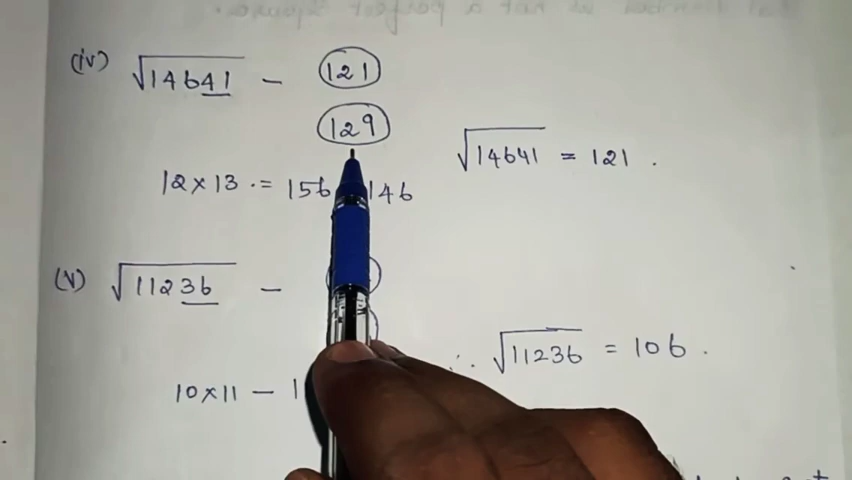 (iv) √14641 – 121
129
√14641 = 121 .
12 × 13 . = 156 146
(v) √11236 –
∴ √11236 = 106 .
10 × 11 – 1